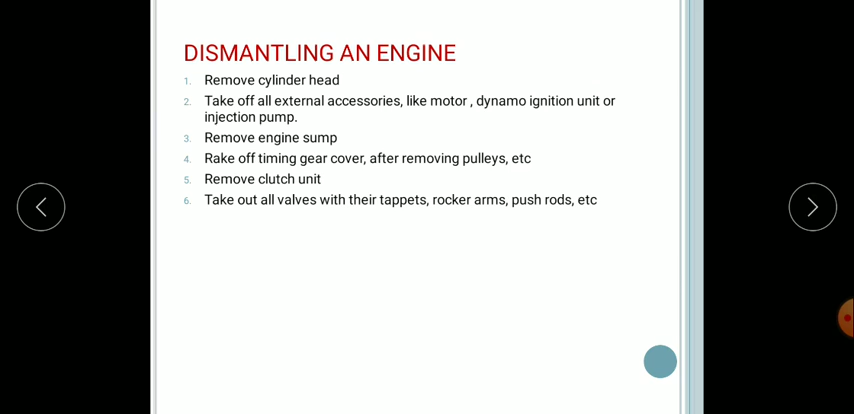 DISMANTLING AN ENGINE
1. Remove cylinder head
2. Take off all external accessories, like motor , dynamo ignition unit or
injection pump.
3. Remove engine sump
4. Rake off timing gear cover, after removing pulleys, etc
5. Remove clutch unit
6. Take out all valves with their tappets, rocker arms, push rods, etc